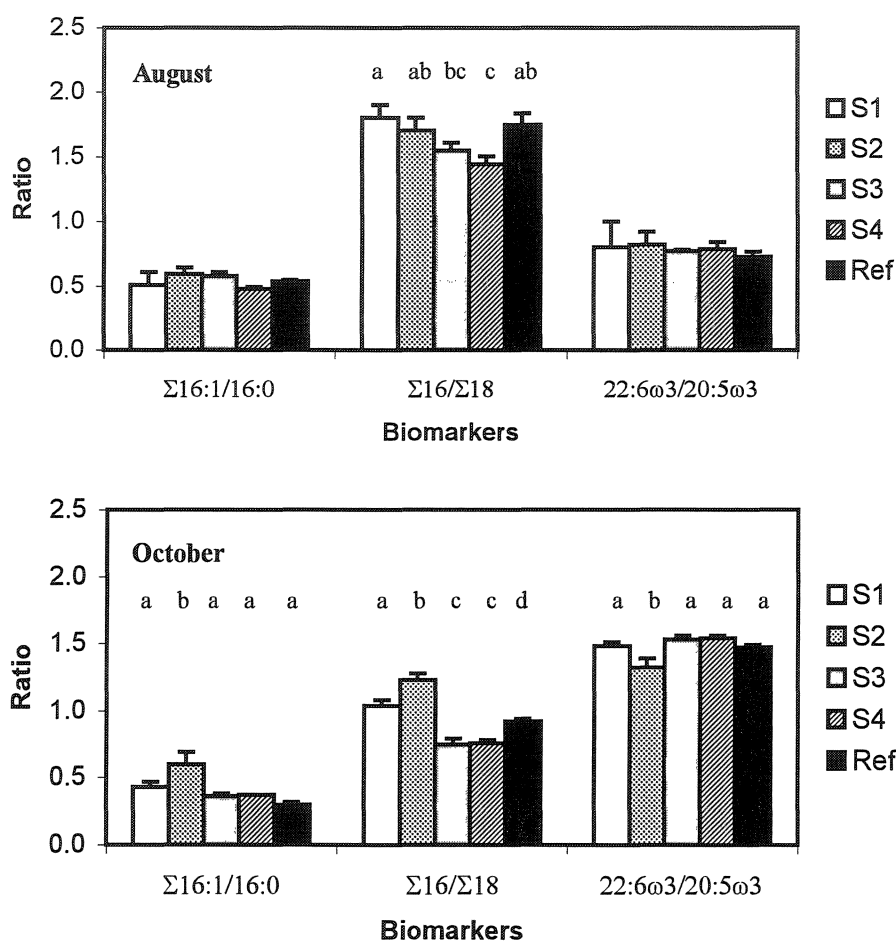 2.5
August
a ab bc c ab
2.0
1.5
1.0
0.5
0.0
Ratio
Σ16:1/16:0 Σ16/Σ18 22:6ω3/20:5ω3
Biomarkers
S1
S2
S3
S4
Ref
2.5
October
2.0
a b a a a a b c c d a b a a a
1.5
1.0
0.5
0.0
Ratio
Σ16:1/16:0 Σ16/Σ18 22:6ω3/20:5ω3
Biomarkers
S1
S2
S3
S4
Ref